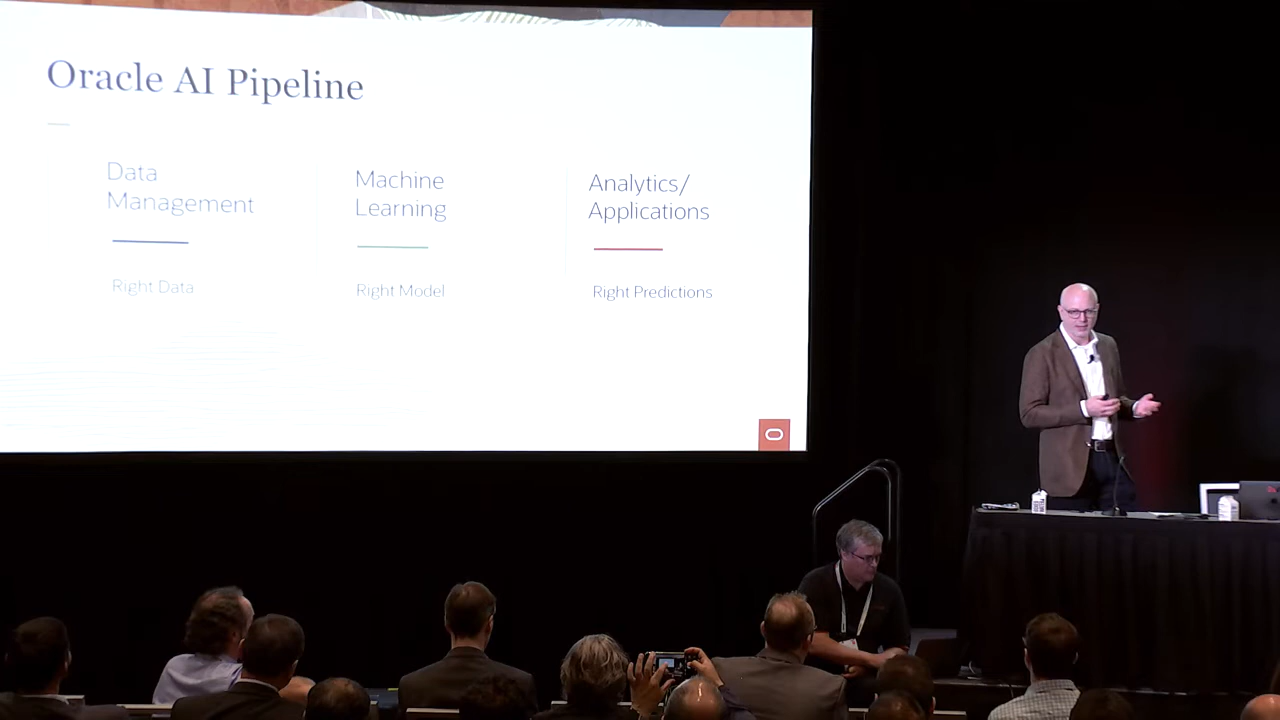 Oracle AI Pipeline
Data
Management
Right Data
Machine
Learning
Right Model
Analytics/
Applications
Right Predictions